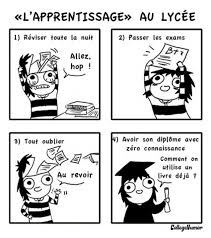 «L'APPRENTISSAGE» AU LYCÉE
1) Réviser toute la nuit
Allez,
hop !
2) Passer les exams
B++
3) Tout oublier
Au revoir
4) Avoir son diplôme avec
zéro connaissance
Comment on
utilise un
livre déjà ?
CollegeHumor